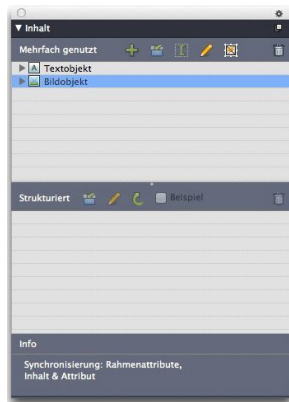 Inhalt
Mehrfach genutzt
A Textobjekt
Bildobjekt
Strukturiert Beispiel
Info
Synchronisierung: Rahmenattribute,
Inhalt & Attribut